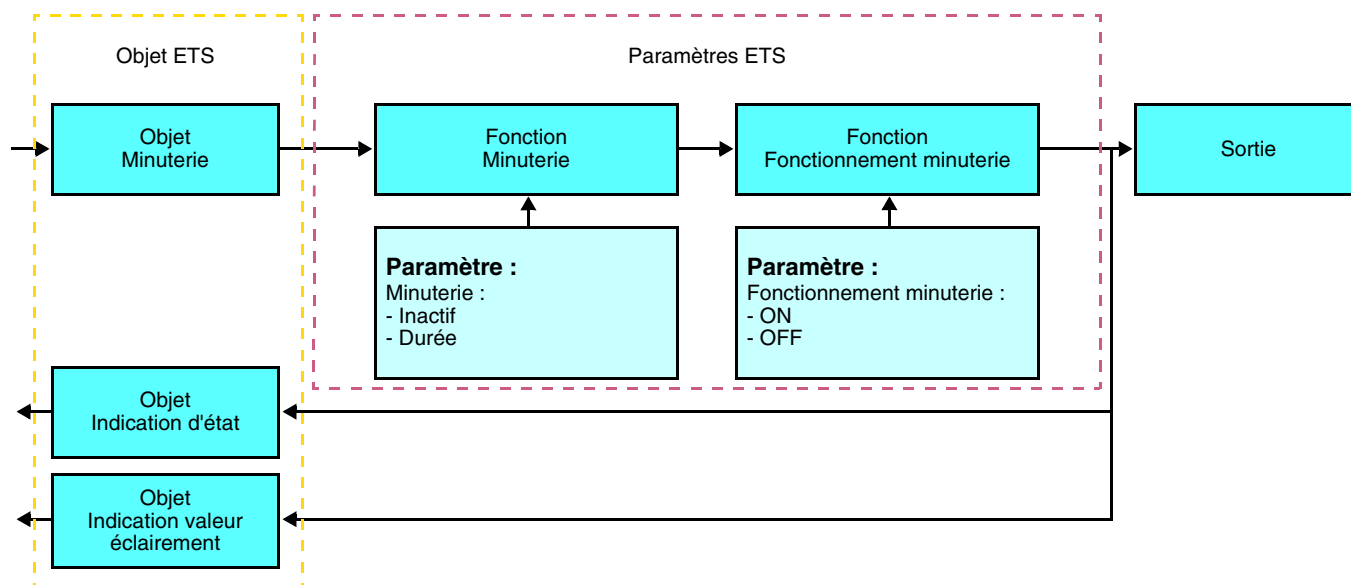 Objet ETS
Paramètres ETS
Objet
Minuterie
Fonction
Minuterie
Fonction
Fonctionnement minuterie
Sortie
Paramètre :
Minuterie :
- Inactif
- Durée
Paramètre :
Fonctionnement minuterie :
- ON
- OFF
Objet
Indication d'état
Objet
Indication valeur
éclairement